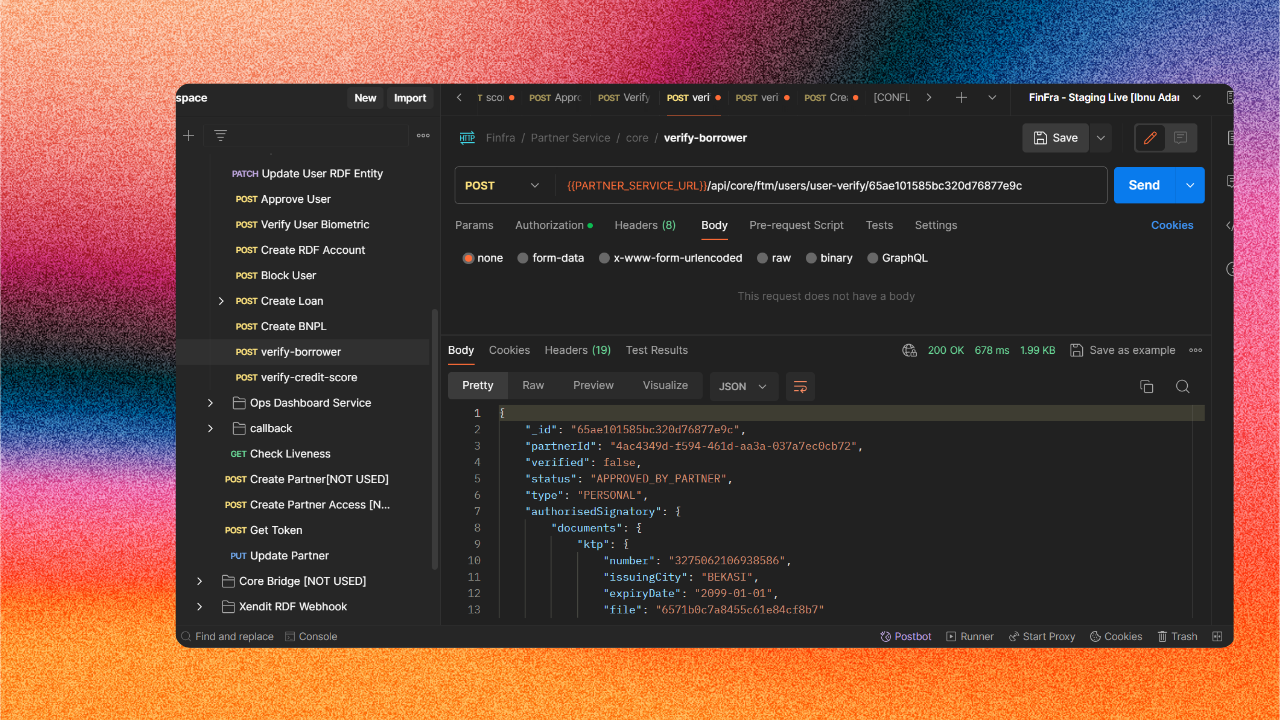 space
New
Import
T sco
POST Appro
POST Verify
POST veri
POST veri
POST Cre
[CONFL
FinFra - Staging Live [Ibnu Adan
Finfra / Partner Service / core / verify-borrower
Save
PATCH Update User RDF Entity
POST Approve User
POST Verify User Biometric
POST Create RDF Account
POST Block User
POST Create Loan
POST Create BNPL
POST verify-borrower
POST verify-credit-score
Ops Dashboard Service
callback
GET Check Liveness
POST Create Partner[NOT USED]
POST Create Partner Access [N...
POST Get Token
PUT Update Partner
Core Bridge [NOT USED]
Xendit RDF Webhook
HTTP
POST
{{PARTNER_SERVICE_URL}}/api/core/ftm/users/user-verify/65ae101585bc320d76877e9c
Send
Params Authorization Headers (8) Body Pre-request Script Tests Settings Cookies
none form-data x-www-form-urlencoded raw binary GraphQL
This request does not have a body
Body Cookies Headers (19) Test Results 200 OK 678 ms 1.99 KB Save as example
Pretty Raw Preview Visualize JSON
1 {
2 "_id": "65ae101585bc320d76877e9c",
3 "partnerId": "4ac4349d-f594-461d-aa3a-037a7ec0cb72",
4 "verified": false,
5 "status": "APPROVED_BY_PARTNER",
6 "type": "PERSONAL",
7 "authorisedSignatory": {
8 "documents": {
9 "ktp": {
10 "number": "3275062106938586",
11 "issuingCity": "BEKASI",
12 "expiryDate": "2099-01-01",
13 "file": "6571b0c7a8455c61e84cf8b7"
Find and replace Console Postbot Runner Start Proxy Cookies Trash